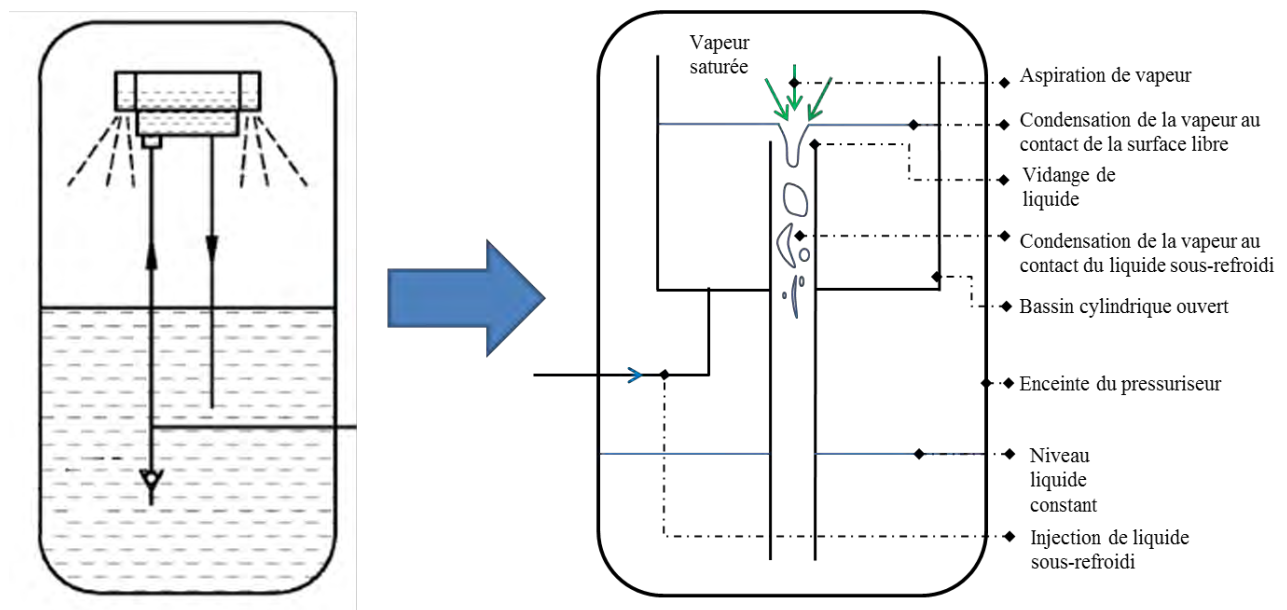 Vapeur
saturée
Aspiration de vapeur
Condensation de la vapeur au
contact de la surface libre
Vidange de
liquide
Condensation de la vapeur au
contact du liquide sous-refroidi
Bassin cylindrique ouvert
Enceinte du pressuriseur
Niveau
liquide
constant
Injection de liquide
sous-refroidi